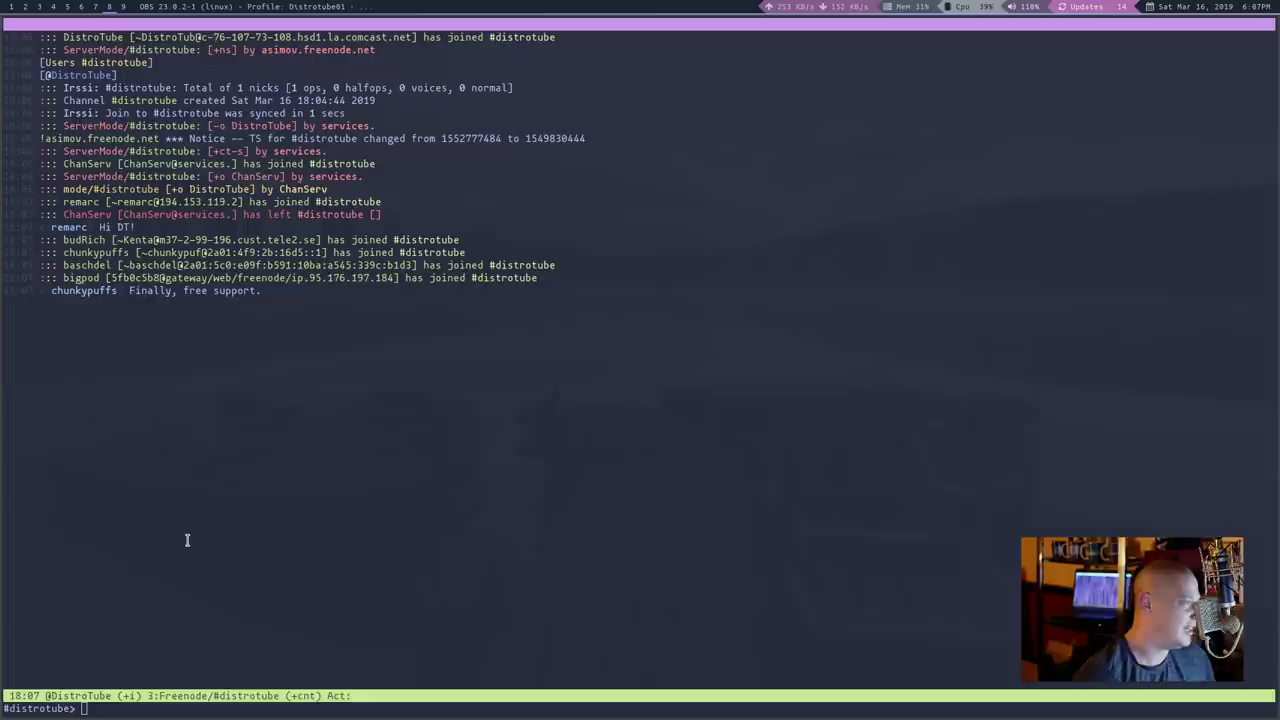 1 2 3 4 5 6 7 8 9 OBS 23.0.2-1 (linux) - Profile: Distrotube01 - ... 253 KB/s 152 KB/s Mem 31% Cpu 39% 110% Updates 14 Sat Mar 16, 2019 6:07PM
::: DistroTube [~DistroTub@c-76-107-73-108.hsd1.la.comcast.net] has joined #distrotube
::: ServerMode/#distrotube: [+ns] by asimov.freenode.net
[Users #distrotube]
[@DistroTube]
::: Irssi: #distrotube: Total of 1 nicks [1 ops, 0 halfops, 0 voices, 0 normal]
::: Channel #distrotube created Sat Mar 16 18:04:44 2019
::: Irssi: Join to #distrotube was synced in 1 secs
::: ServerMode/#distrotube: [-o DistroTube] by services.
!asimov.freenode.net *** Notice -- TS for #distrotube changed from 1552777484 to 1549830444
::: ServerMode/#distrotube: [+ct-s] by services.
::: ChanServ [ChanServ@services.] has joined #distrotube
::: ServerMode/#distrotube: [+o ChanServ] by services.
::: mode/#distrotube [+o DistroTube] by ChanServ
::: remarc [~remarc@194.153.119.2] has joined #distrotube
::: ChanServ [ChanServ@services.] has left #distrotube []
remarc Hi DT!
::: budRich [~Kenta@m37-2-99-196.cust.tele2.se] has joined #distrotube
::: chunkypuffs [~chunkypuf@2a01:4f9:2b:16d5::1] has joined #distrotube
::: baschdel [~baschdel@2a01:5c0:e09f:b591:10ba:a545:339c:b1d3] has joined #distrotube
::: bigpod [5fb0c5b8@gateway/web/freenode/ip.95.176.197.184] has joined #distrotube
18:07 chunkypuffs Finally, free support.
18:07 @DistroTube (+i) 3:Freenode/#distrotube (+cnt) Act:
#distrotube>